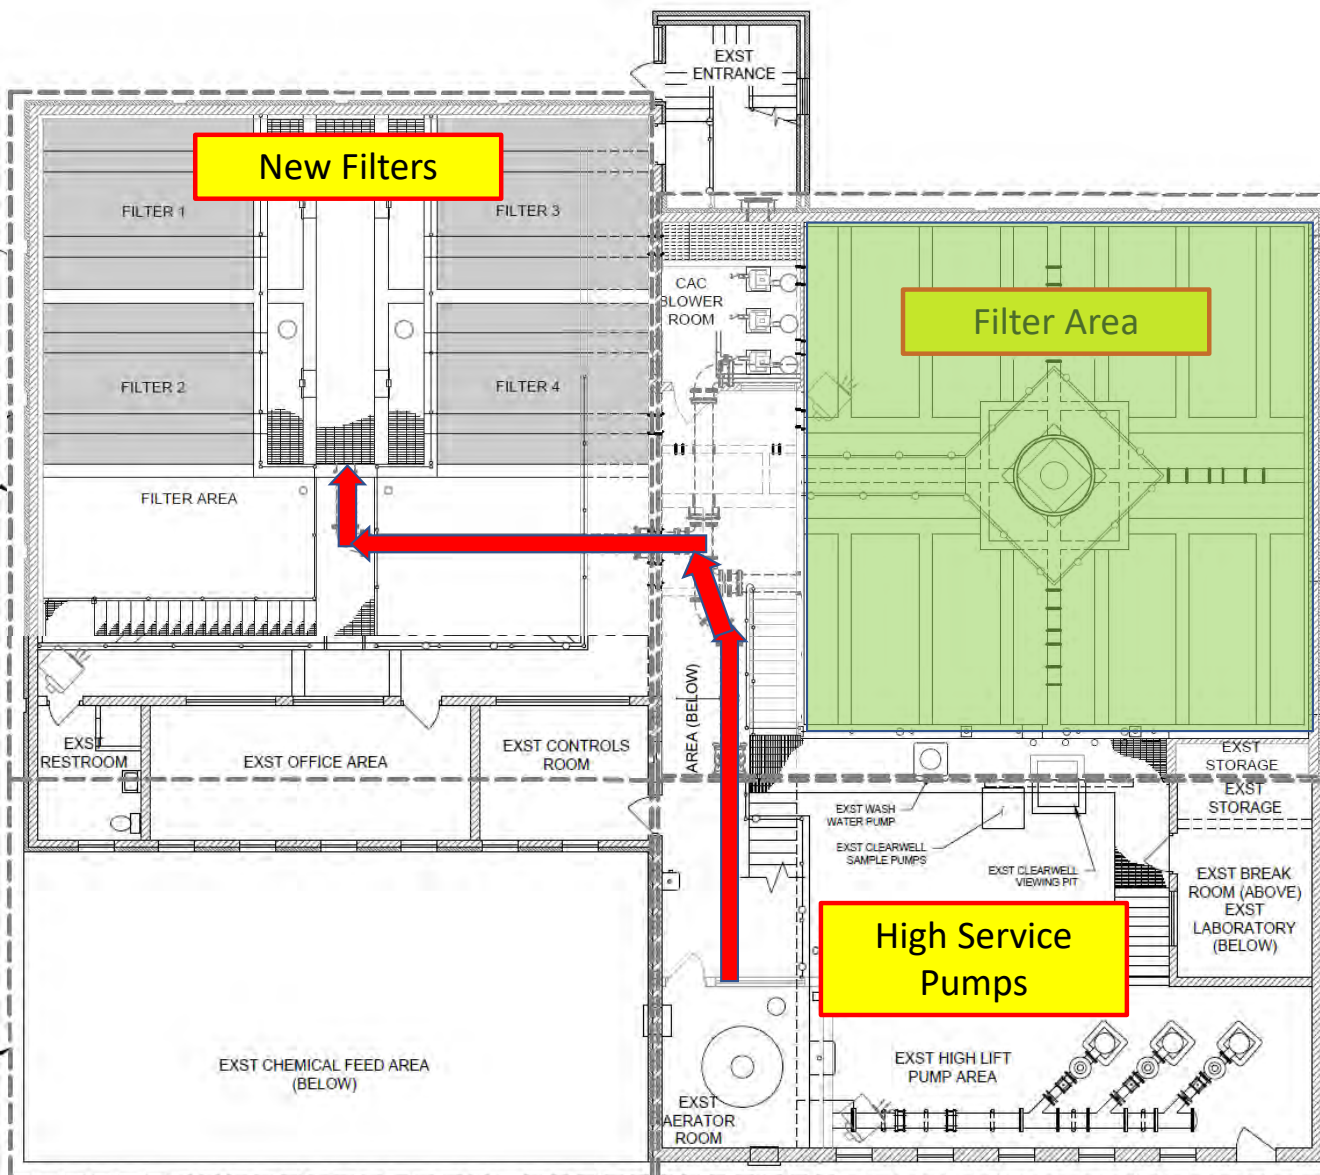 EXST
ENTRANCE
New Filters
FILTER 1
FILTER 3
CAC
BLOWER
ROOM
Filter Area
FILTER 2
FILTER 4
FILTER AREA
AREA (BELOW)
EXST
RESTROOM
EXST OFFICE AREA
EXST CONTROLS
ROOM
EXST
STORAGE
EXST
STORAGE
EXST WASH
WATER PUMP
EXST CLEARWELL
SAMPLE PUMPS
EXST CLEARWELL
VIEWING PIT
EXST BREAK
ROOM (ABOVE)
EXST
LABORATORY
(BELOW)
High Service
Pumps
EXST CHEMICAL FEED AREA
(BELOW)
EXST HIGH LIFT
PUMP AREA
EXST
AERATOR
ROOM